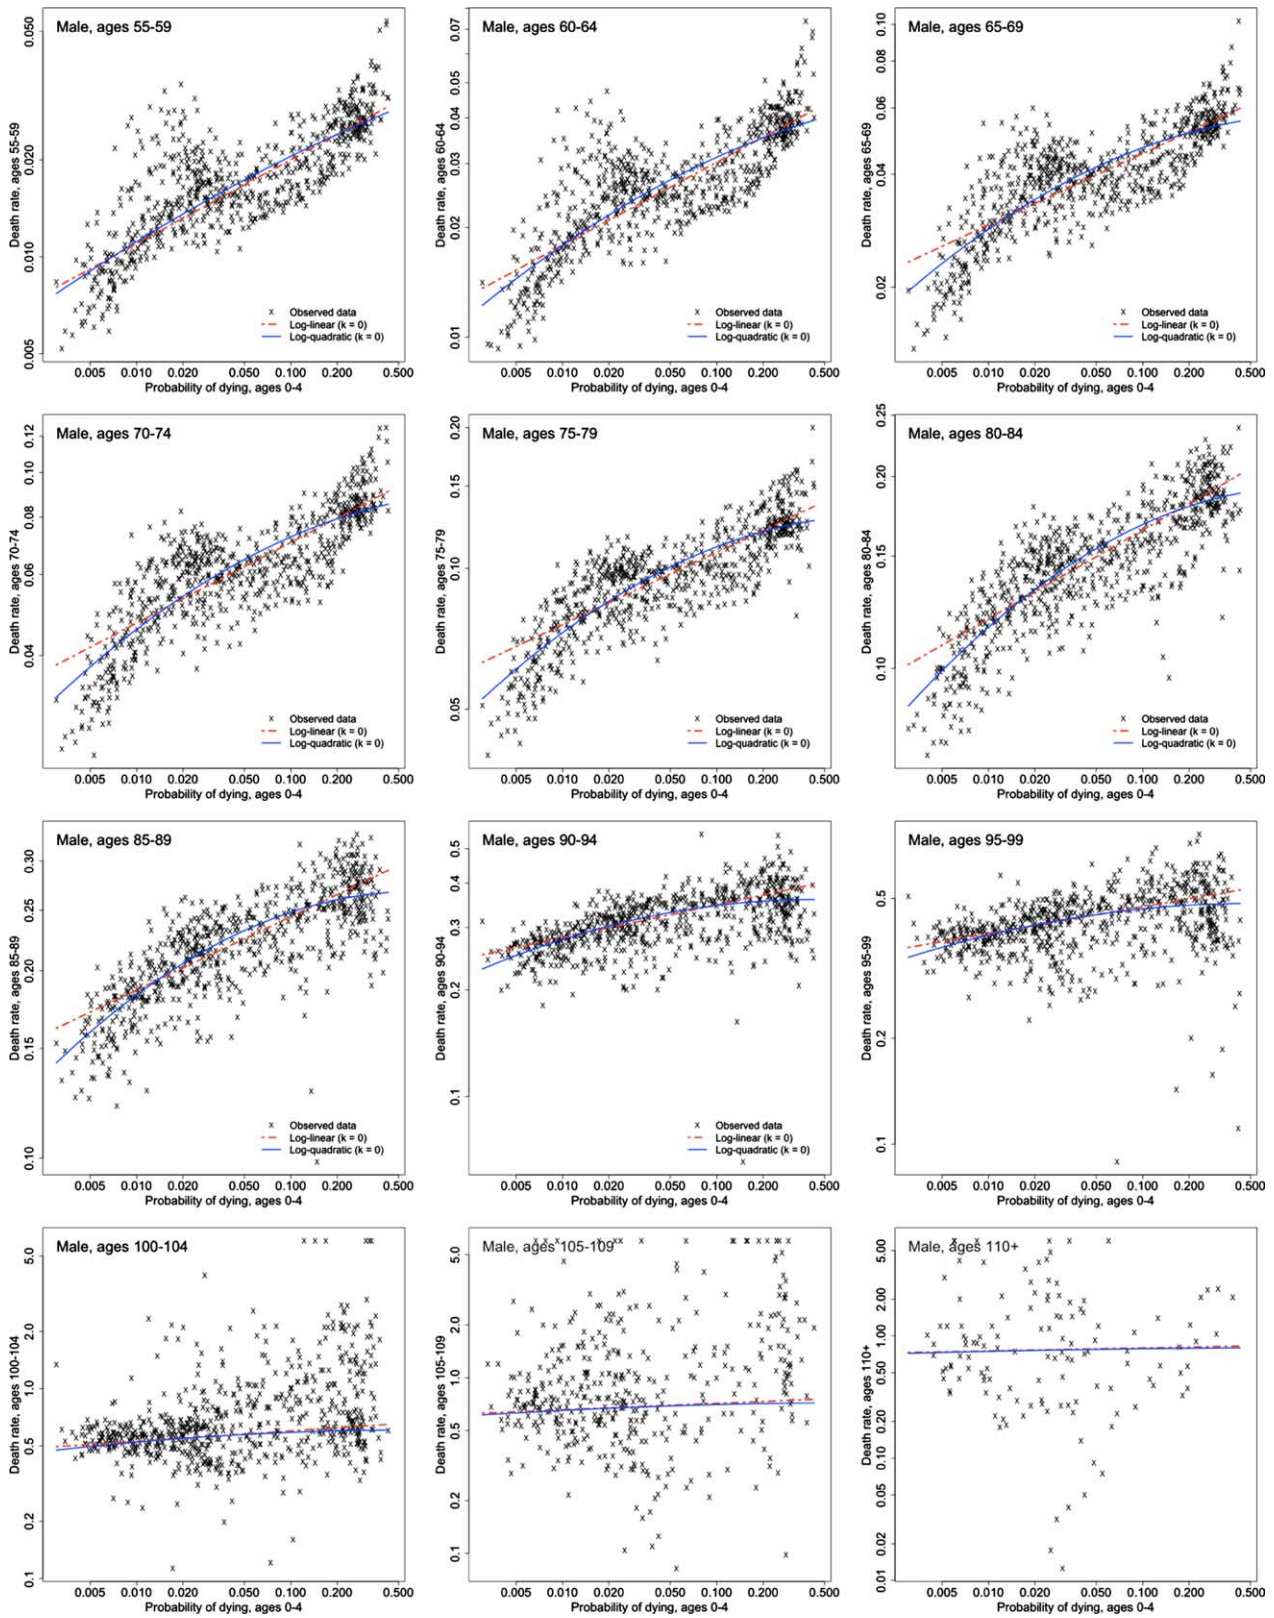 Male, ages 55-59
Death rate, ages 55-59
0.050
0.020
0.010
0.005
x Observed data
Log-linear (k = 0)
Log-quadratic (k = 0)
0.005 0.010 0.020 0.050 0.100 0.200 0.500
Probability of dying, ages 0-4
Male, ages 60-64
Death rate, ages 60-64
0.07
0.05
0.04
0.03
0.02
0.01
x Observed data
Log-linear (k = 0)
Log-quadratic (k = 0)
0.005 0.010 0.020 0.050 0.100 0.200 0.500
Probability of dying, ages 0-4
Male, ages 65-69
Death rate, ages 65-69
0.10
0.08
0.06
0.04
0.02
x Observed data
Log-linear (k = 0)
Log-quadratic (k = 0)
0.005 0.010 0.020 0.050 0.100 0.200 0.500
Probability of dying, ages 0-4
Male, ages 70-74
Death rate, ages 70-74
0.12
0.10
0.08
0.06
0.04
x Observed data
Log-linear (k = 0)
Log-quadratic (k = 0)
0.005 0.010 0.020 0.050 0.100 0.200 0.500
Probability of dying, ages 0-4
Male, ages 75-79
Death rate, ages 75-79
0.20
0.15
0.10
0.05
x Observed data
Log-linear (k = 0)
Log-quadratic (k = 0)
0.005 0.010 0.020 0.050 0.100 0.200 0.500
Probability of dying, ages 0-4
Male, ages 80-84
Death rate, ages 80-84
0.25
0.20
0.15
0.10
x Observed data
Log-linear (k = 0)
Log-quadratic (k = 0)
0.005 0.010 0.020 0.050 0.100 0.200 0.500
Probability of dying, ages 0-4
Male, ages 85-89
Death rate, ages 85-89
0.30
0.25
0.20
0.15
0.10
x Observed data
Log-linear (k = 0)
Log-quadratic (k = 0)
0.005 0.010 0.020 0.050 0.100 0.200 0.500
Probability of dying, ages 0-4
Male, ages 90-94
Death rate, ages 90-94
0.5
0.4
0.3
0.2
0.1
x Observed data
Log-linear (k = 0)
Log-quadratic (k = 0)
0.005 0.010 0.020 0.050 0.100 0.200 0.500
Probability of dying, ages 0-4
Male, ages 95-99
Death rate, ages 95-99
0.5
0.2
0.1
0.005 0.010 0.020 0.050 0.100 0.200 0.500
Probability of dying, ages 0-4
Male, ages 100-104
Death rate, ages 100-104
5.0
2.0
1.0
0.5
0.2
0.1
0.005 0.010 0.020 0.050 0.100 0.200 0.500
Probability of dying, ages 0-4
Male, ages 105-109
Death rate, ages 105-109
5.0
2.0
1.0
0.5
0.2
0.1
0.005 0.010 0.020 0.050 0.100 0.200 0.500
Probability of dying, ages 0-4
Male, ages 110+
Death rate, ages 110+
5.00
2.00
1.00
0.50
0.20
0.10
0.05
0.02
0.01
0.005 0.010 0.020 0.050 0.100 0.200 0.500
Probability of dying, ages 0-4